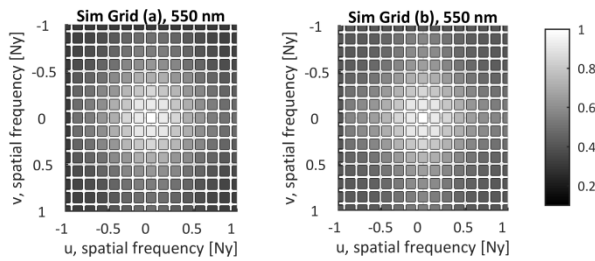 Sim Grid (a), 550 nm
-1
-0.5
0
0.5
1
v, spatial frequency [Ny]
-1 -0.5 0 0.5 1
u, spatial frequency [Ny]
Sim Grid (b), 550 nm
-1
-0.5
0
0.5
1
v, spatial frequency [Ny]
-1 -0.5 0 0.5 1
u, spatial frequency [Ny]
1
0.8
0.6
0.4
0.2